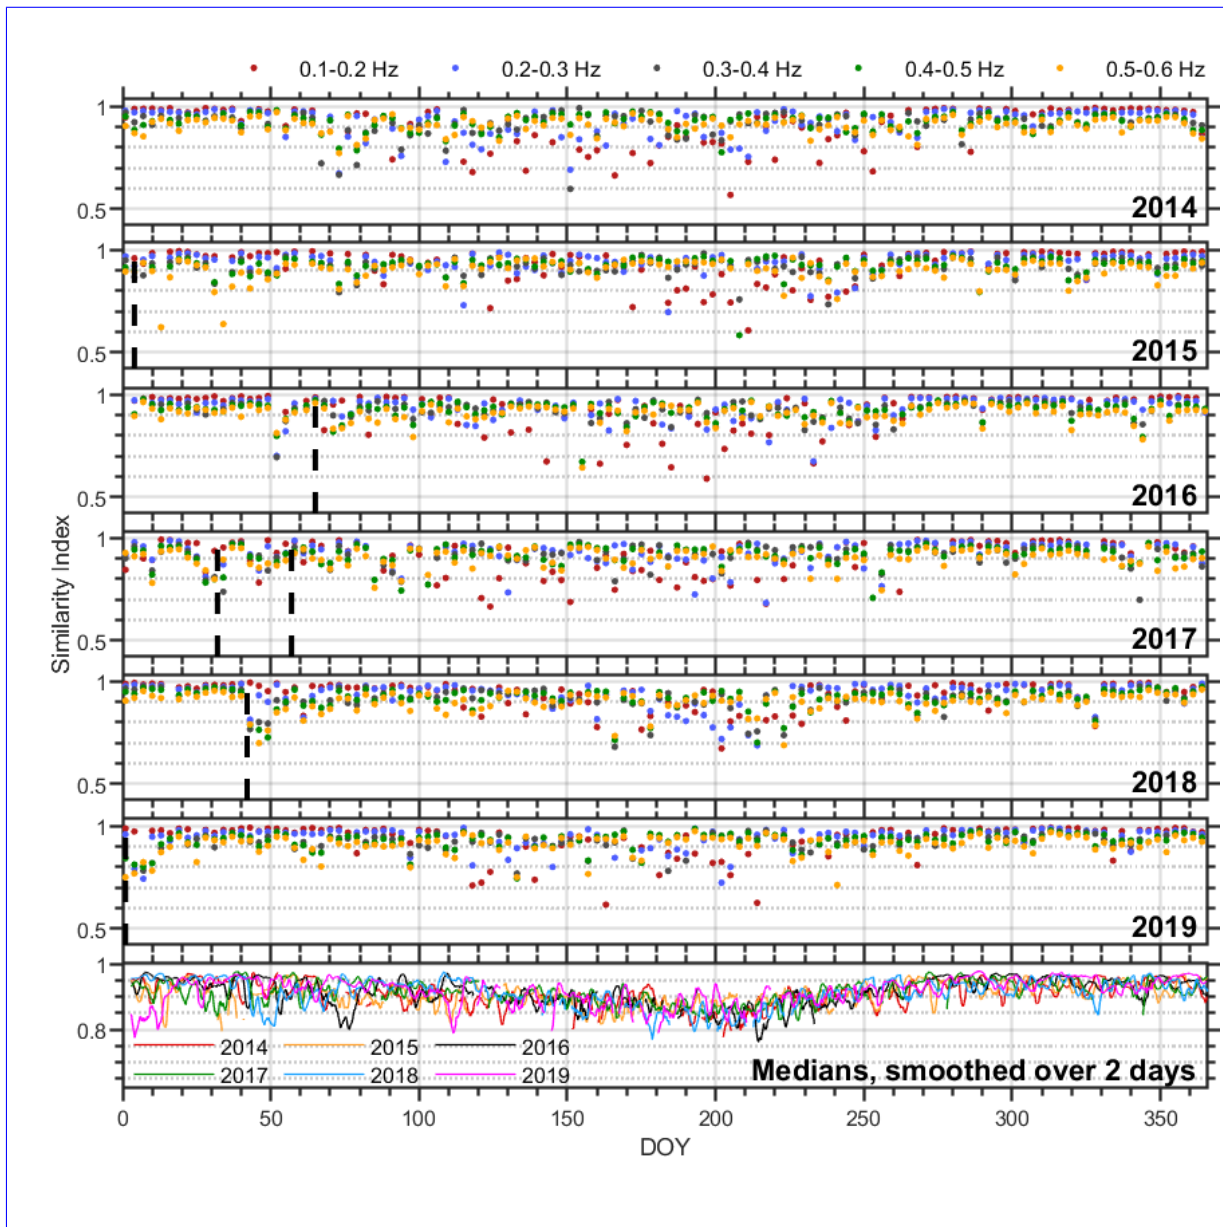 0.1-0.2 Hz 0.2-0.3 Hz 0.3-0.4 Hz 0.4-0.5 Hz 0.5-0.6 Hz
1
0.5
2014
1
0.5
2015
1
0.5
2016
1
0.5
2017
1
0.5
2018
1
0.5
2019
Similarity Index
1
0.8
2014 2015 2016
2017 2018 2019
Medians, smoothed over 2 days
0 50 100 150 200 250 300 350
DOY